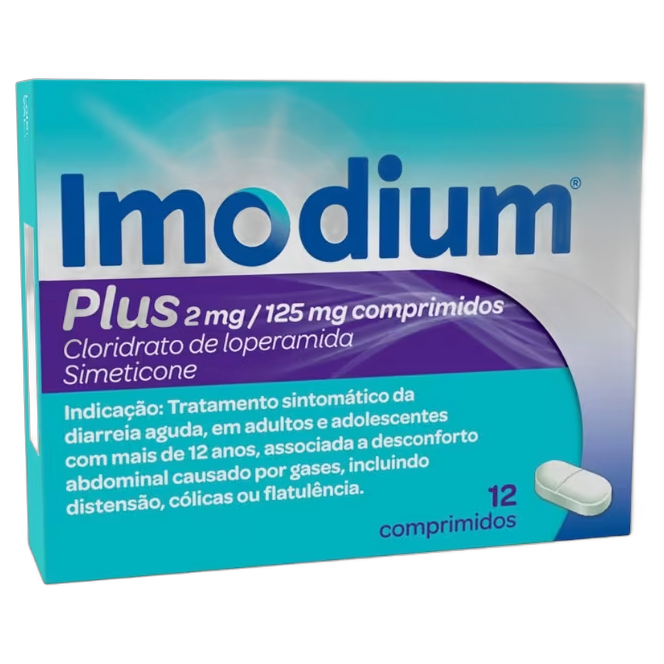 Imodium®
Plus 2 mg / 125 mg comprimidos
Cloridrato de loperamida
Simeticone
Indicação: Tratamento sintomático da
diarreia aguda, em adultos e adolescentes
com mais de 12 anos, associada a desconforto
abdominal causado por gases, incluindo
distensão, cólicas ou flatulência.
12
comprimidos